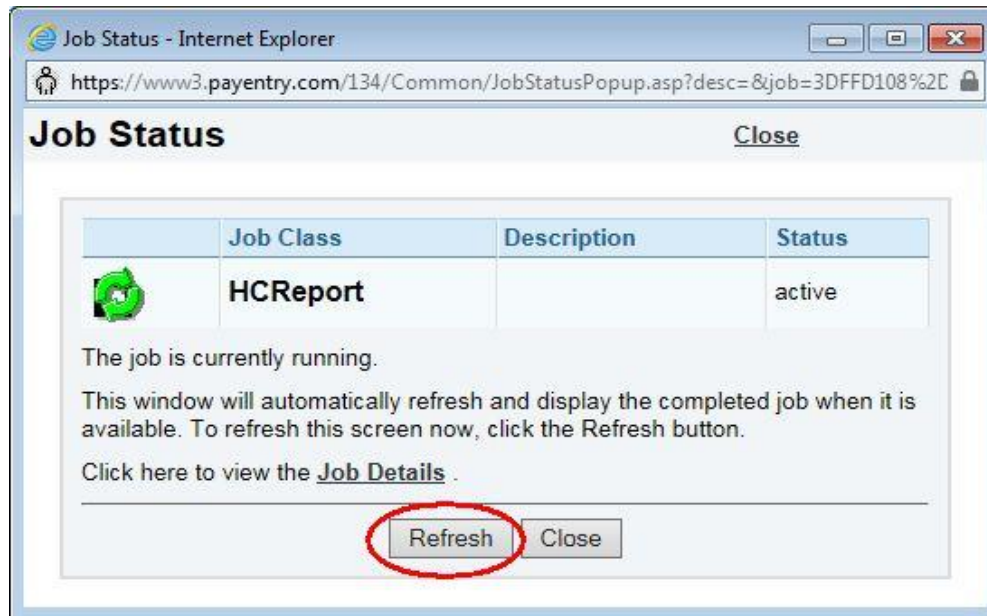 Job Status - Internet Explorer
https://www3.payentry.com/134/Common/JobStatusPopup.asp?desc=&job=3DFFD108%2D
Job Status Close
Job Class Description Status
HCReport active
The job is currently running.
This window will automatically refresh and display the completed job when it is
available. To refresh this screen now, click the Refresh button.
Click here to view the Job Details .
Refresh Close